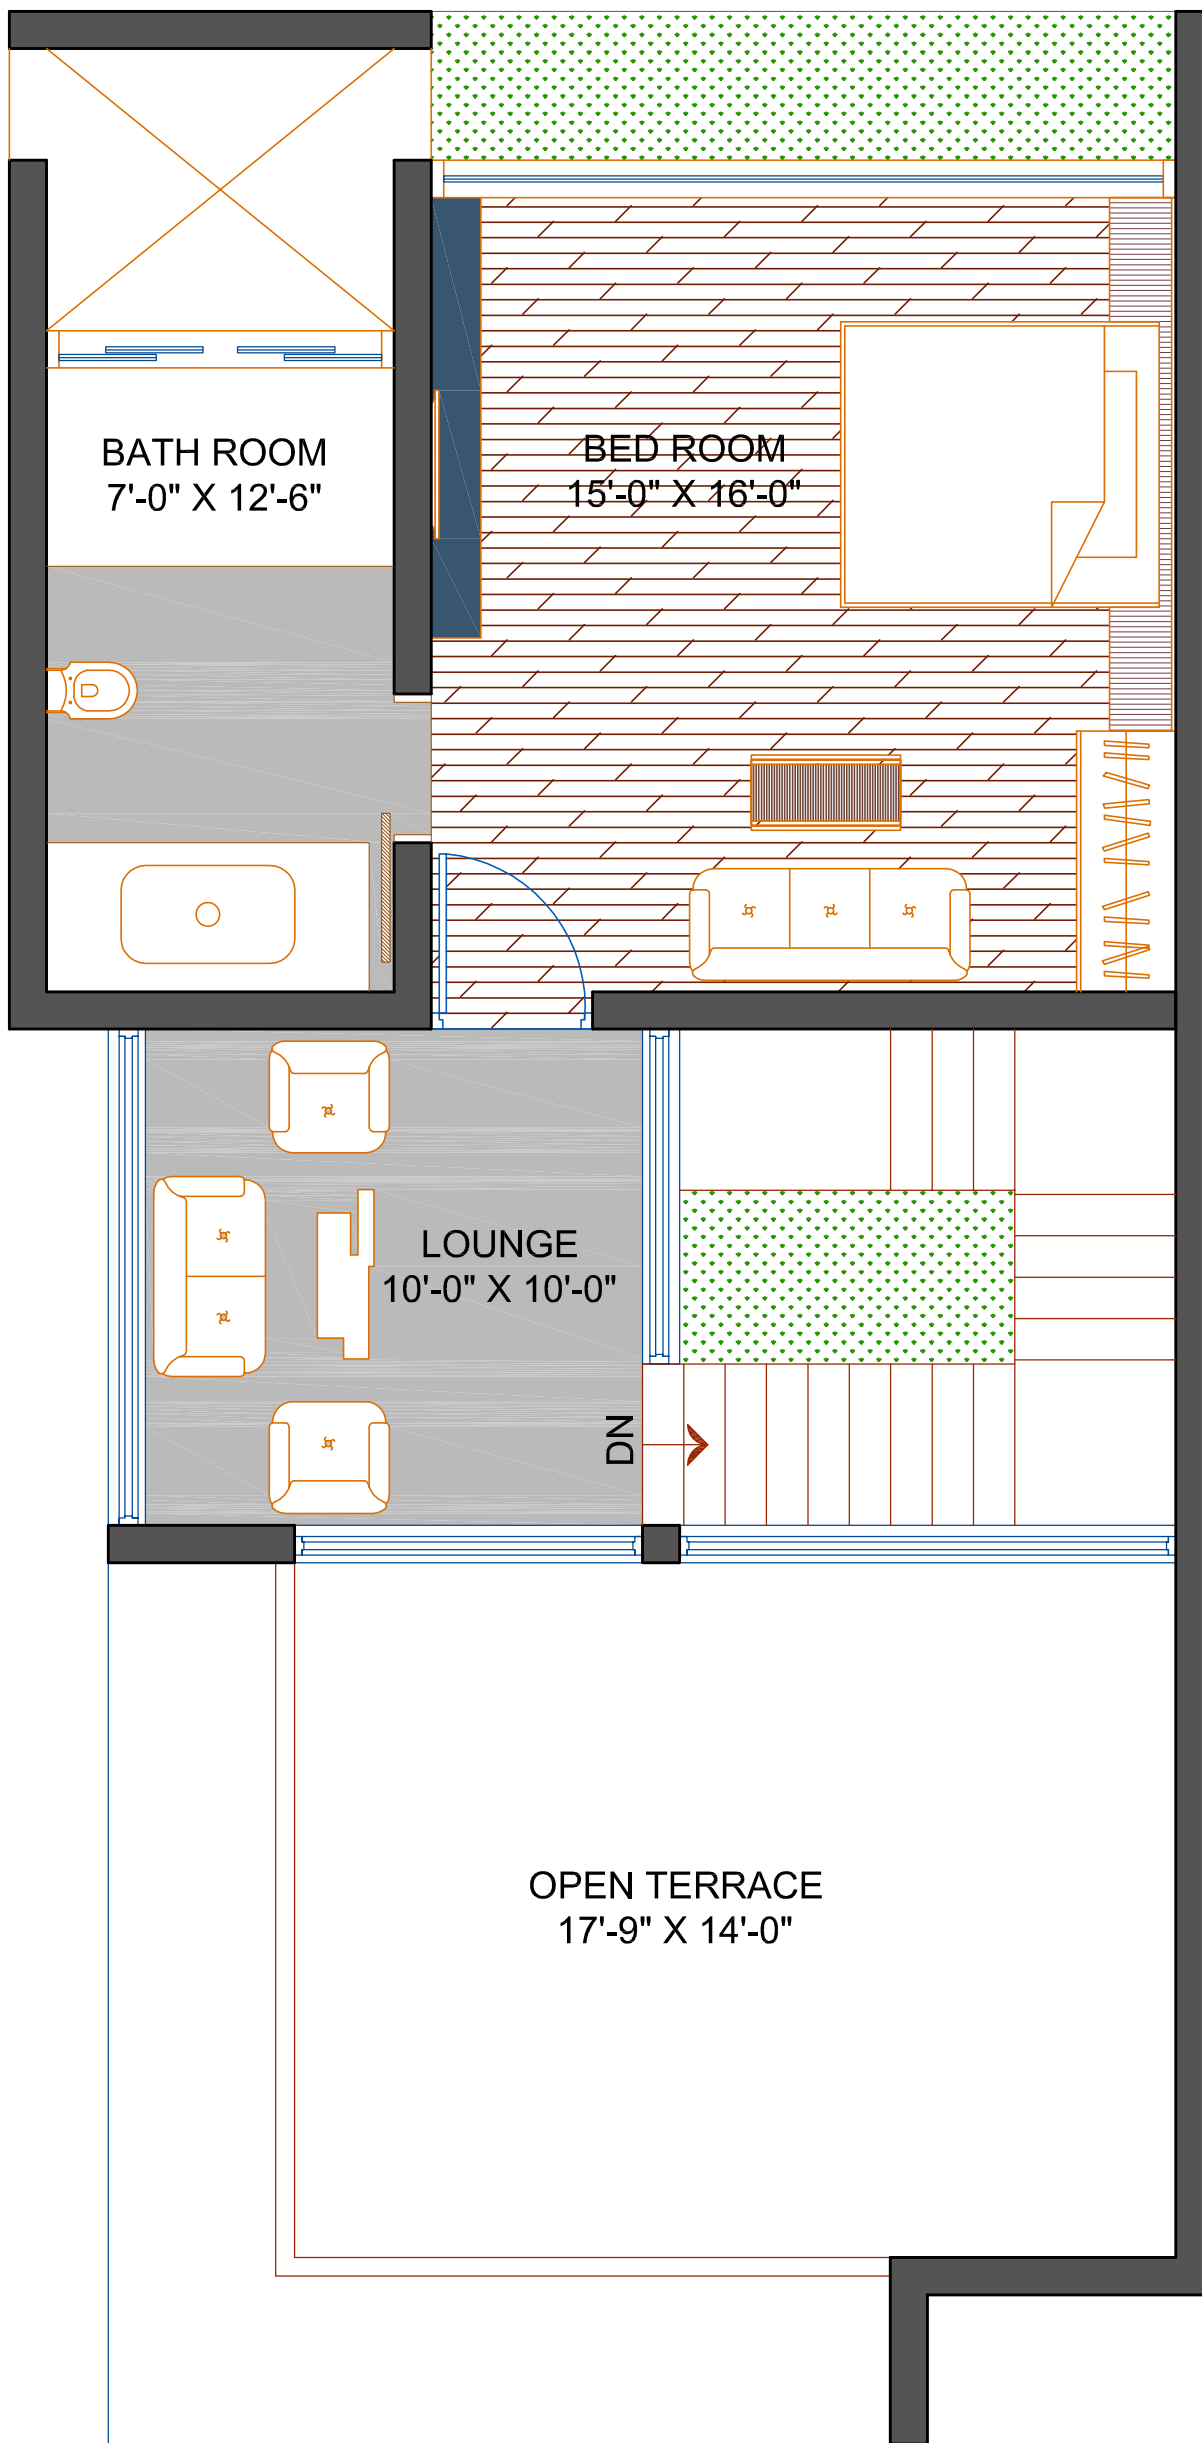 BATH ROOM
7'-0" X 12'-6"
BED ROOM
15'-0" X 16'-0"
LOUNGE
10'-0" X 10'-0"
DN
OPEN TERRACE
17'-9" X 14'-0"